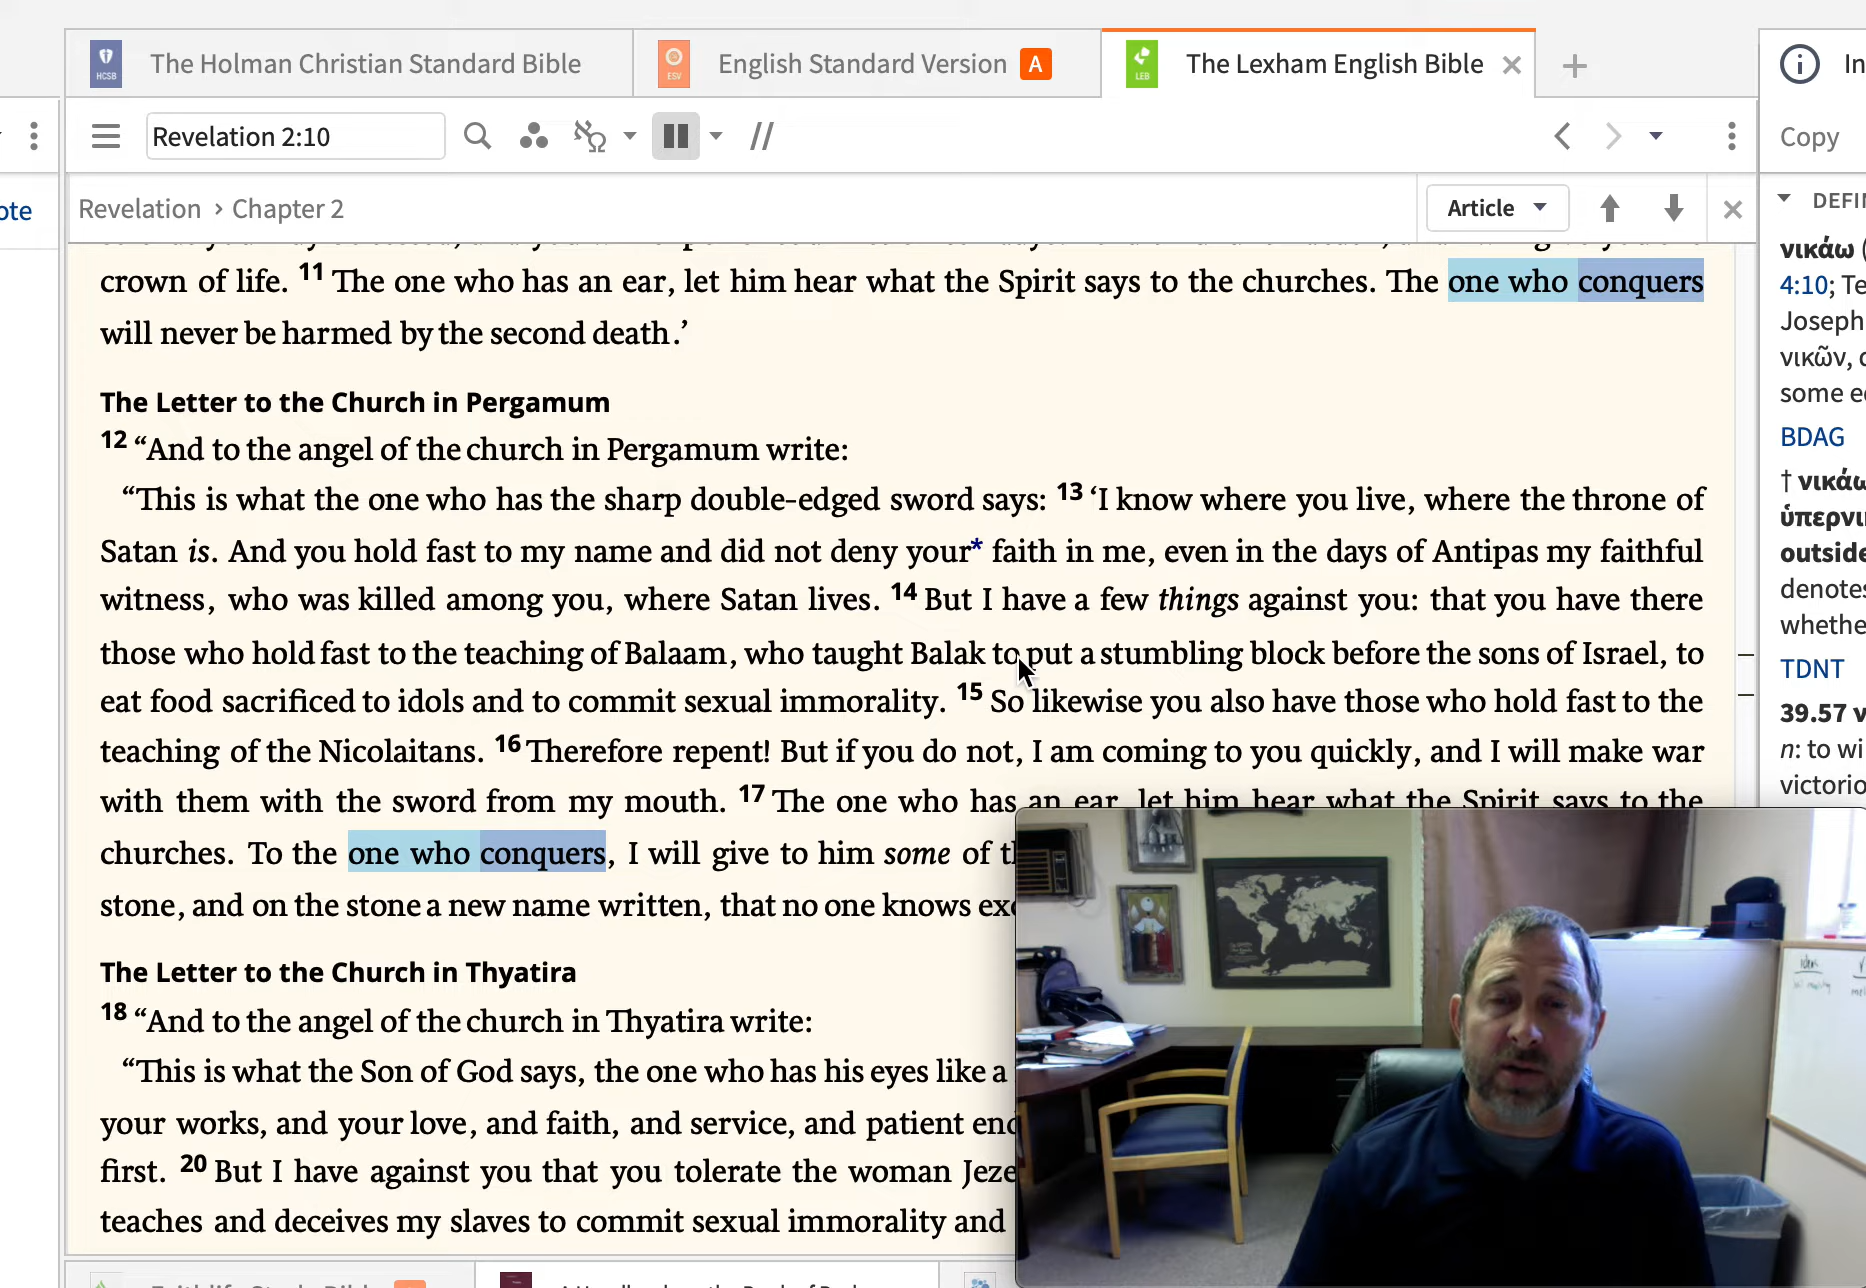 HCSB
The Holman Christian Standard Bible
ESV
English Standard Version
A
LEB
The Lexham English Bible
In
Revelation 2:10
Copy
ote
Revelation › Chapter 2
Article
DEFI
crown of life. 11 The one who has an ear, let him hear what the Spirit says to the churches. The one who conquers
will never be harmed by the second death.’
The Letter to the Church in Pergamum
12 “And to the angel of the church in Pergamum write:
“This is what the one who has the sharp double-edged sword says: 13 ‘I know where you live, where the throne of
Satan is. And you hold fast to my name and did not deny your* faith in me, even in the days of Antipas my faithful
witness, who was killed among you, where Satan lives. 14 But I have a few things against you: that you have there
those who hold fast to the teaching of Balaam, who taught Balak to put a stumbling block before the sons of Israel, to
eat food sacrificed to idols and to commit sexual immorality. 15 So likewise you also have those who hold fast to the
teaching of the Nicolaitans. 16 Therefore repent! But if you do not, I am coming to you quickly, and I will make war
with them with the sword from my mouth. 17 The one who has an ear, let him hear what the Spirit says to the
churches. To the one who conquers, I will give to him some of th
stone, and on the stone a new name written, that no one knows exc
The Letter to the Church in Thyatira
18 “And to the angel of the church in Thyatira write:
“This is what the Son of God says, the one who has his eyes like a
your works, and your love, and faith, and service, and patient end
first. 20 But I have against you that you tolerate the woman Jeze
teaches and deceives my slaves to commit sexual immorality and
νικάω (
4:10; Te
Joseph
νικῶν,
some e
BDAG
† νικάω
ὑπερνι
outside
denotes
whethe
TDNT
39.57 ν
n: to wi
victorio